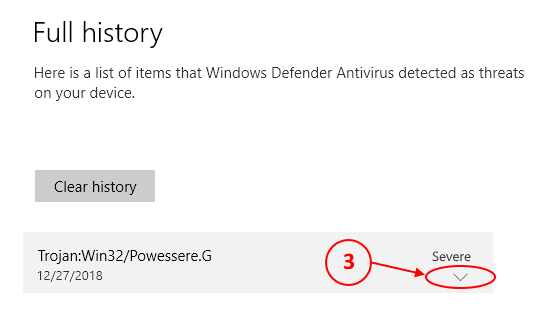 Full history
Here is a list of items that Windows Defender Antivirus detected as threats
on your device.
Clear history
Trojan:Win32/Powessere.G
12/27/2018
3
Severe